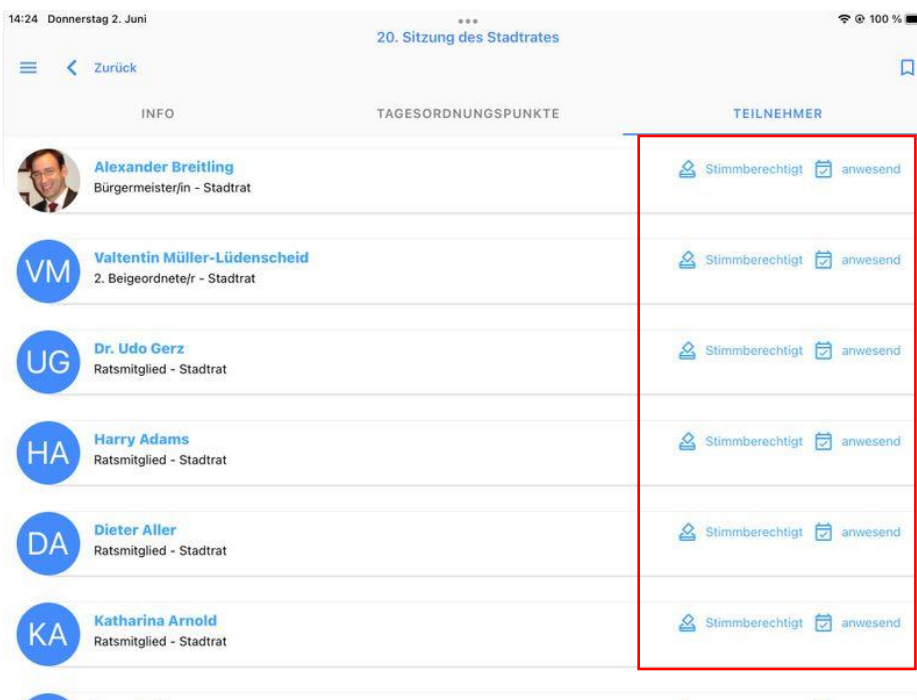 14:24 Donnerstag 2. Juni 100 %
20. Sitzung des Stadtrates
Zurück
INFO TAGESORDNUNGSPUNKTE TEILNEHMER
Alexander Breitling Stimmberechtigt anwesend
Bürgermeister/in - Stadtrat
VM Valtentin Müller-Lüdenscheid Stimmberechtigt anwesend
2. Beigeordnete/r - Stadtrat
UG Dr. Udo Gerz Stimmberechtigt anwesend
Ratsmitglied - Stadtrat
HA Harry Adams Stimmberechtigt anwesend
Ratsmitglied - Stadtrat
DA Dieter Aller Stimmberechtigt anwesend
Ratsmitglied - Stadtrat
KA Katharina Arnold Stimmberechtigt anwesend
Ratsmitglied - Stadtrat